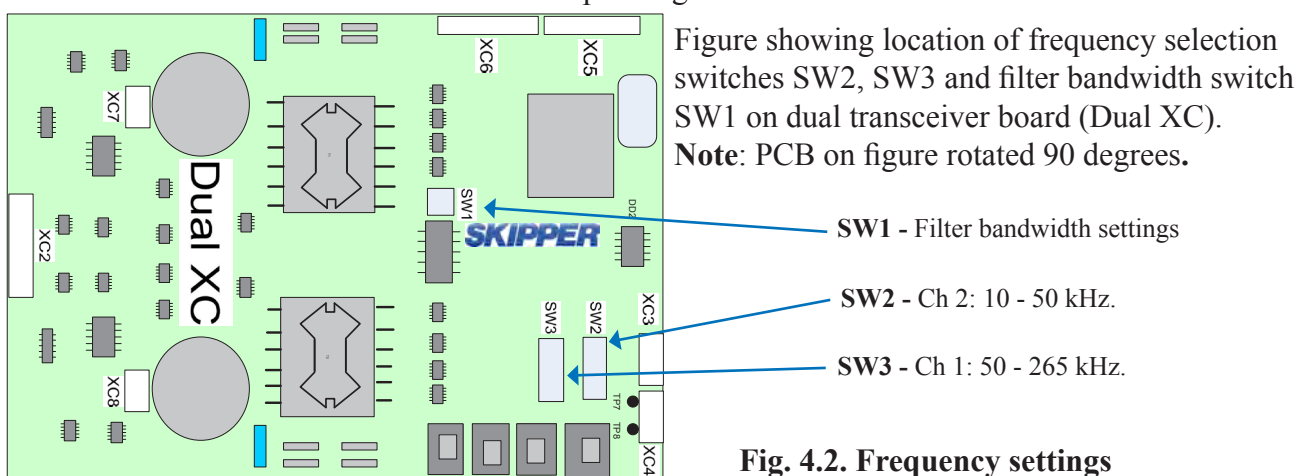 XC6
XC5
Figure showing location of frequency selection
switches SW2, SW3 and filter bandwidth switch
SW1 on dual transceiver board (Dual XC).
Note: PCB on figure rotated 90 degrees.
XC7
Dual XC
SW1
SKIPPER
XC2
SW1 - Filter bandwidth settings
SW3
SW2
XC3
SW2 - Ch 2: 10 - 50 kHz.
SW3 - Ch 1: 50 - 265 kHz.
XC8
TP7
TP8
XC4
Fig. 4.2. Frequency settings